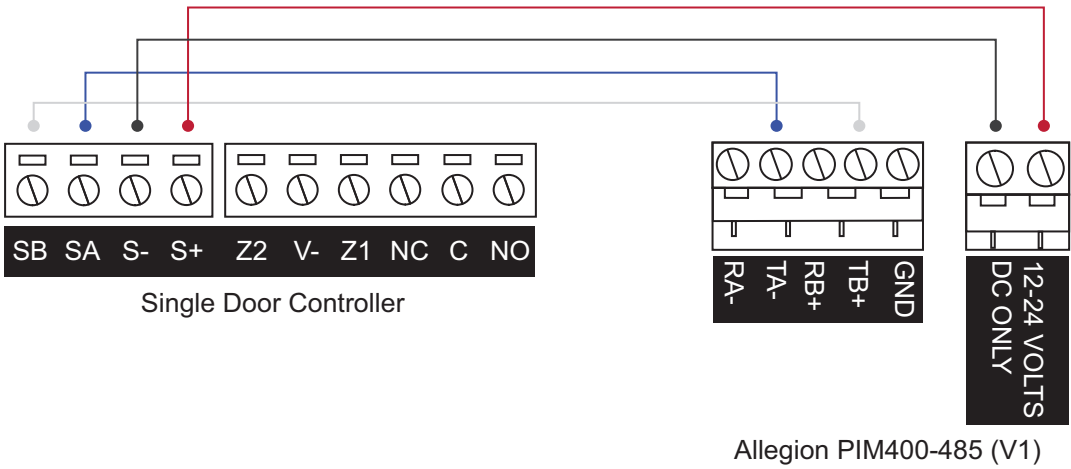 SB SA S- S+ Z2 V- Z1 NC C NO
Single Door Controller
RA-
TA-
RB+
TB+
GND
12-24 VOLTS
DC ONLY
Allegion PIM400-485 (V1)